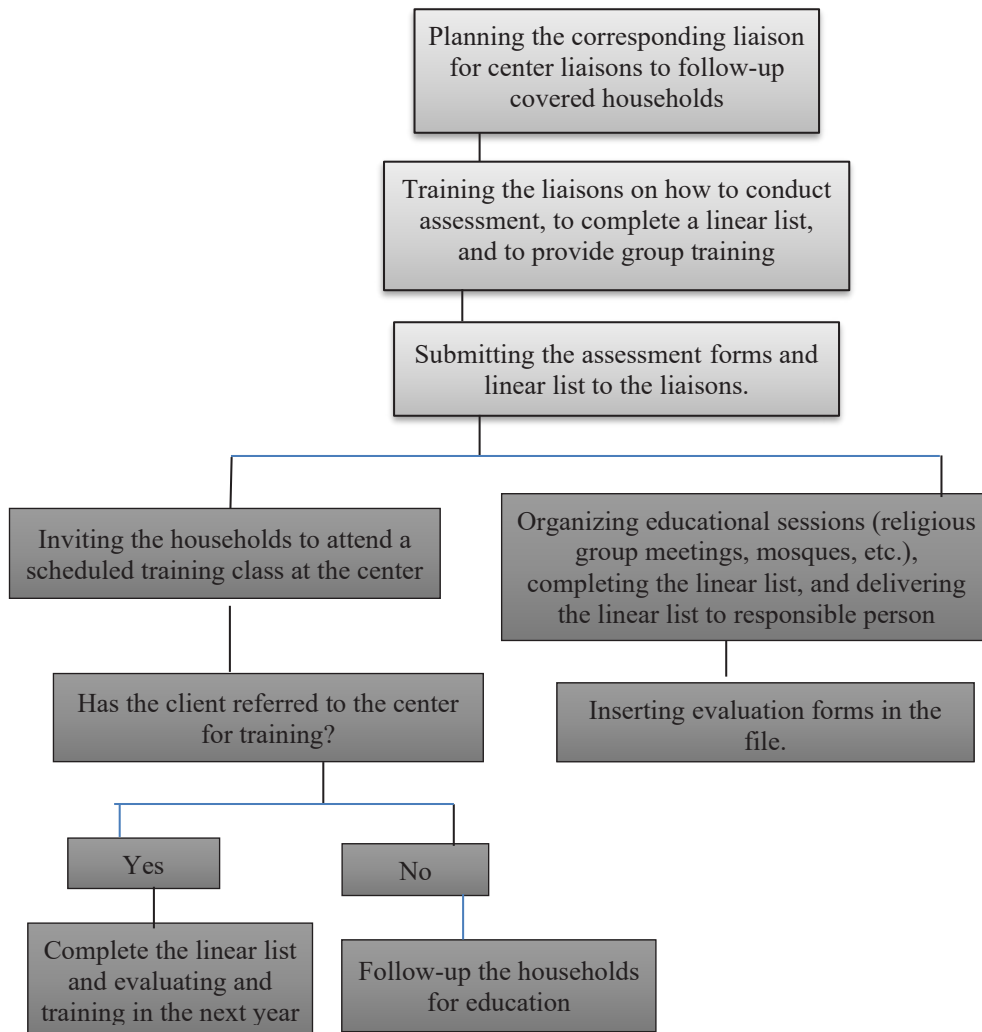 Planning the corresponding liaison
for center liaisons to follow-up
covered households
Training the liaisons on how to conduct
assessment, to complete a linear list,
and to provide group training
Submitting the assessment forms and
linear list to the liaisons.
Inviting the households to attend a
scheduled training class at the center
Organizing educational sessions (religious
group meetings, mosques, etc.),
completing the linear list, and delivering
the linear list to responsible person
Has the client referred to the center
for training?
Inserting evaluation forms in the
file.
Yes
No
Complete the linear list
and evaluating and
training in the next year
Follow-up the households
for education